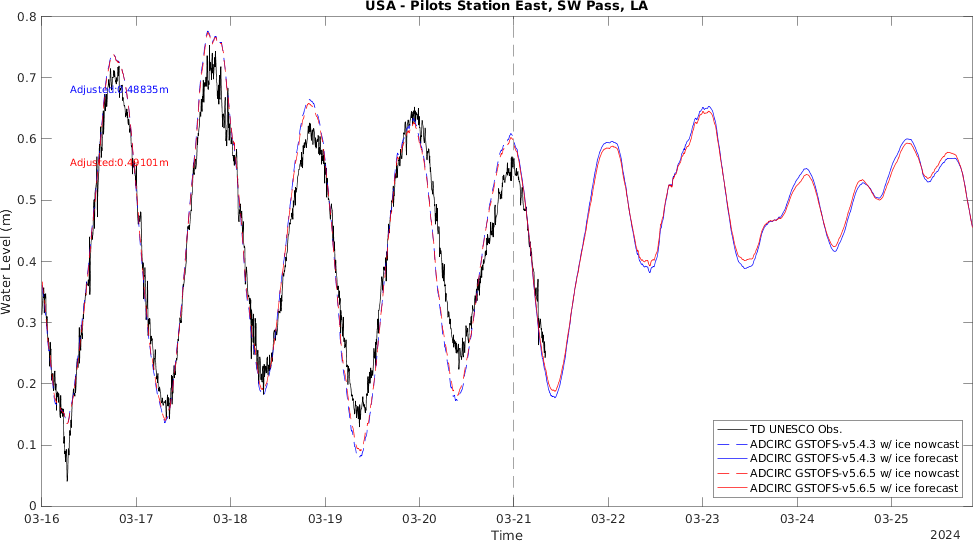 USA - Pilots Station East, SW Pass, LA
Water Level (m)
0.8
0.7
0.6
0.5
0.4
0.3
0.2
0.1
0
Adjusted:0.48835m
Adjusted:0.49101m
TD UNESCO Obs.
ADCIRC GSTOFS-v5.4.3 w/ ice nowcast
ADCIRC GSTOFS-v5.4.3 w/ ice forecast
ADCIRC GSTOFS-v5.6.5 w/ ice nowcast
ADCIRC GSTOFS-v5.6.5 w/ ice forecast
03-16 03-17 03-18 03-19 03-20 03-21 03-22 03-23 03-24 03-25
Time
2024